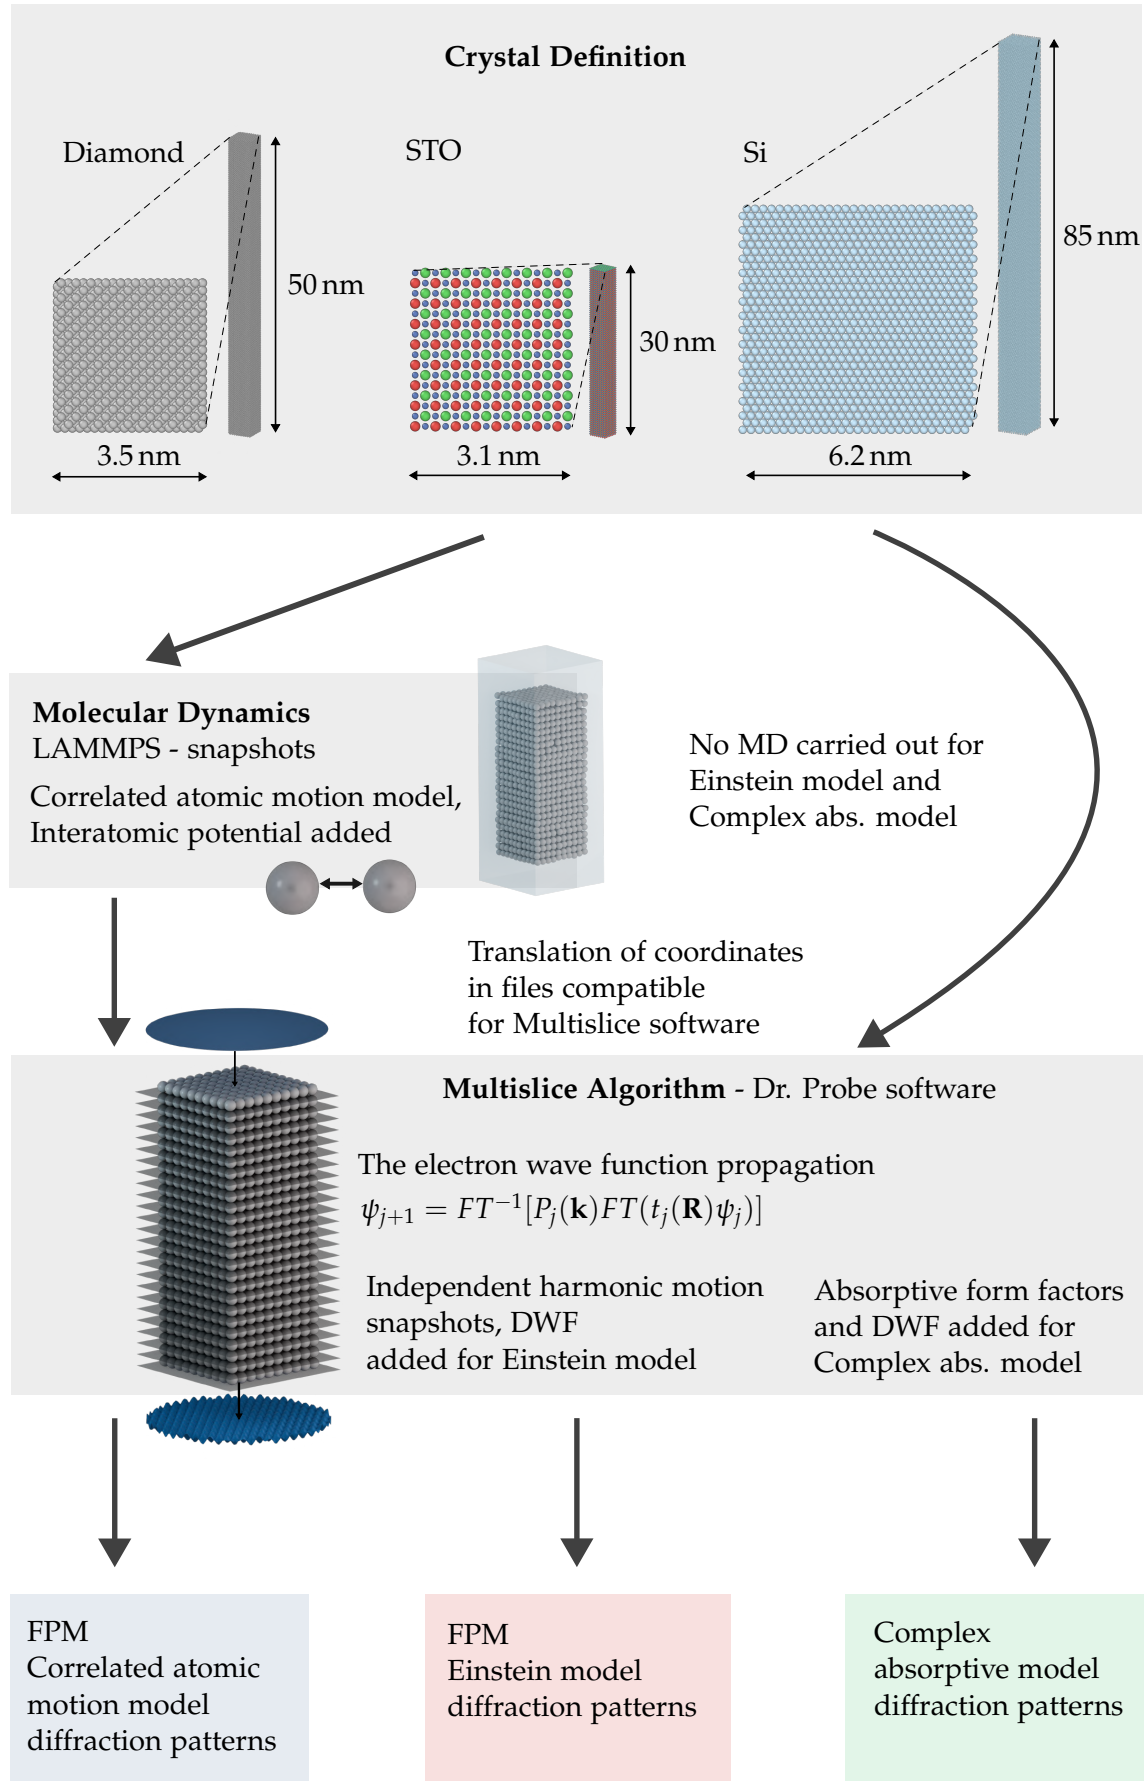 Crystal Definition
Diamond
STO
Si
50 nm
30 nm
85 nm
3.5 nm
3.1 nm
6.2 nm
Molecular Dynamics
LAMMPS - snapshots
Correlated atomic motion model,
Interatomic potential added
No MD carried out for
Einstein model and
Complex abs. model
Translation of coordinates
in files compatible
for Multislice software
Multislice Algorithm - Dr. Probe software
The electron wave function propagation
ψ_{j+1} = FT^{−1}[P_j(k)FT(t_j(R)ψ_j)]
Independent harmonic motion
snapshots, DWF
added for Einstein model
Absorptive form factors
and DWF added for
Complex abs. model
FPM
Correlated atomic
motion model
diffraction patterns
FPM
Einstein model
diffraction patterns
Complex
absorptive model
diffraction patterns